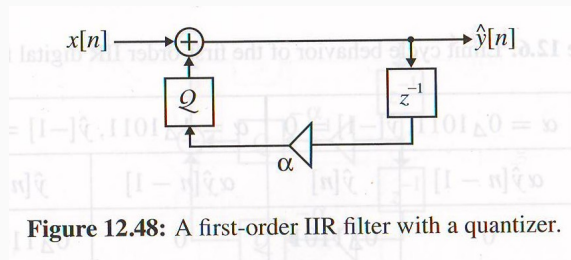 x[n]
+
ŷ[n]
Q
z⁻¹
α
Figure 12.48: A first-order IIR filter with a quantizer.